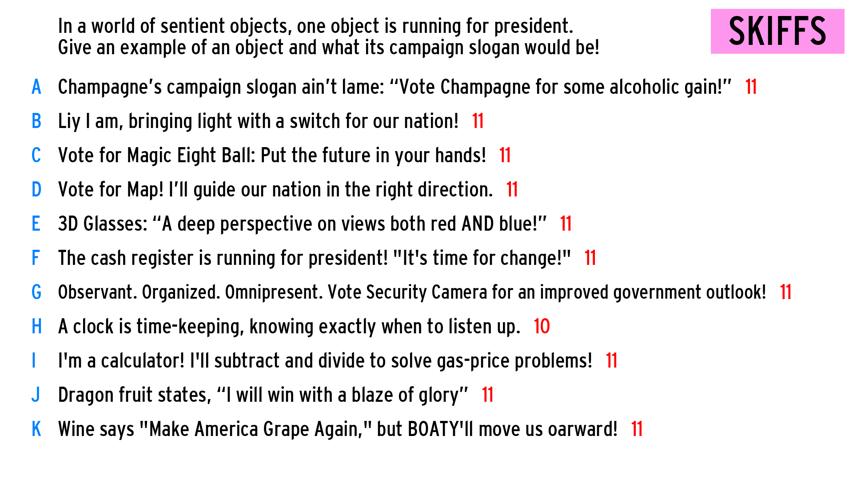 In a world of sentient objects, one object is running for president.
Give an example of an object and what its campaign slogan would be!
SKIFFS
A Champagne's campaign slogan ain't lame: “Vote Champagne for some alcoholic gain!” 11
B Liy I am, bringing light with a switch for our nation! 11
C Vote for Magic Eight Ball: Put the future in your hands! 11
D Vote for Map! I'll guide our nation in the right direction. 11
E 3D Glasses: “A deep perspective on views both red AND blue!” 11
F The cash register is running for president! "It's time for change!" 11
G Observant. Organized. Omnipresent. Vote Security Camera for an improved government outlook! 11
H A clock is time-keeping, knowing exactly when to listen up. 10
I I'm a calculator! I'll subtract and divide to solve gas-price problems! 11
J Dragon fruit states, “I will win with a blaze of glory” 11
K Wine says "Make America Grape Again," but BOATY'll move us oarward! 11